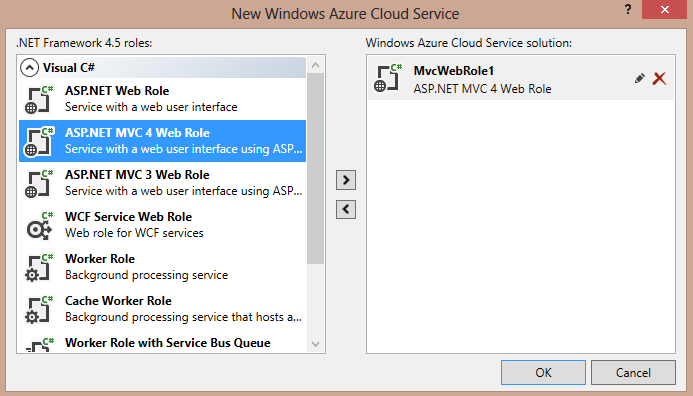 New Windows Azure Cloud Service
?
.NET Framework 4.5 roles:
Visual C#
C#
ASP.NET Web Role
Service with a web user interface
C#
ASP.NET MVC 4 Web Role
Service with a web user interface using ASP...
C#
ASP.NET MVC 3 Web Role
Service with a web user interface using ASP...
C#
WCF Service Web Role
Web role for WCF services
C#
Worker Role
Background processing service
C#
Cache Worker Role
Background processing service that hosts a...
C#
Worker Role with Service Bus Queue
Windows Azure Cloud Service solution:
C#
MvcWebRole1
ASP.NET MVC 4 Web Role
OK
Cancel